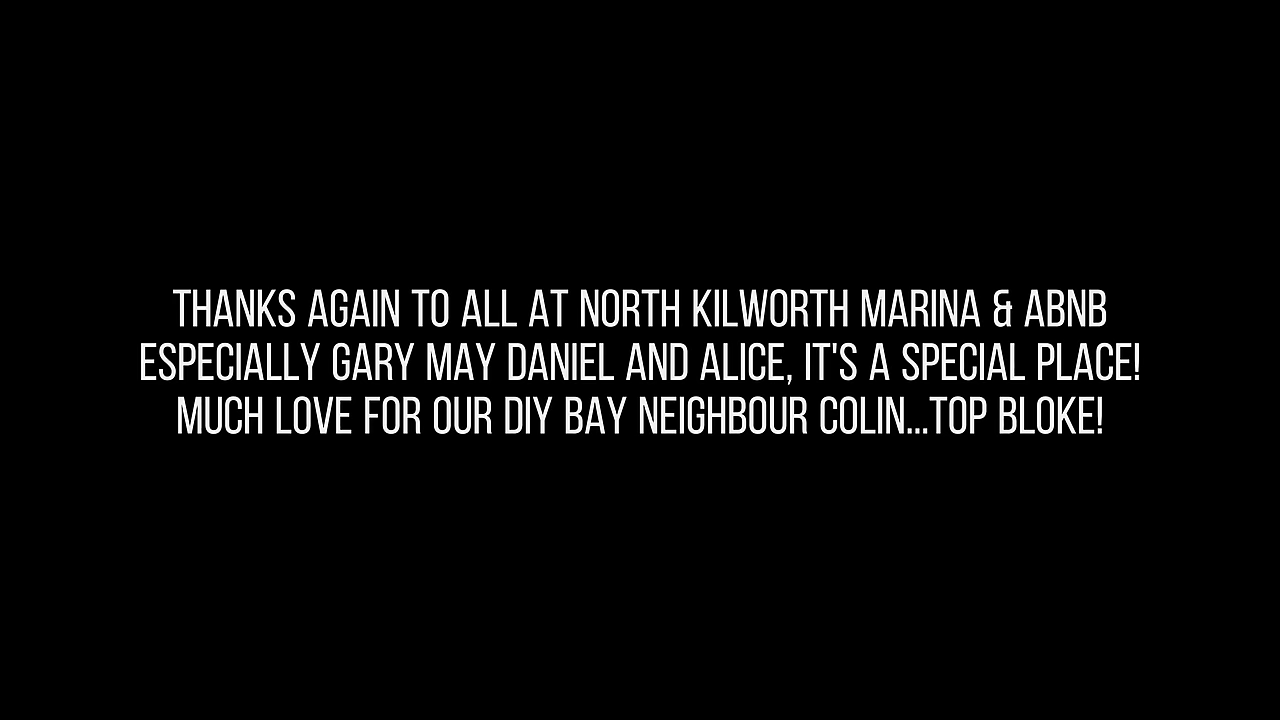 THANKS AGAIN TO ALL AT NORTH KILWORTH MARINA & ABNB
ESPECIALLY GARY MAY DANIEL AND ALICE, IT'S A SPECIAL PLACE!
MUCH LOVE FOR OUR DIY BAY NEIGHBOUR COLIN...TOP BLOKE!